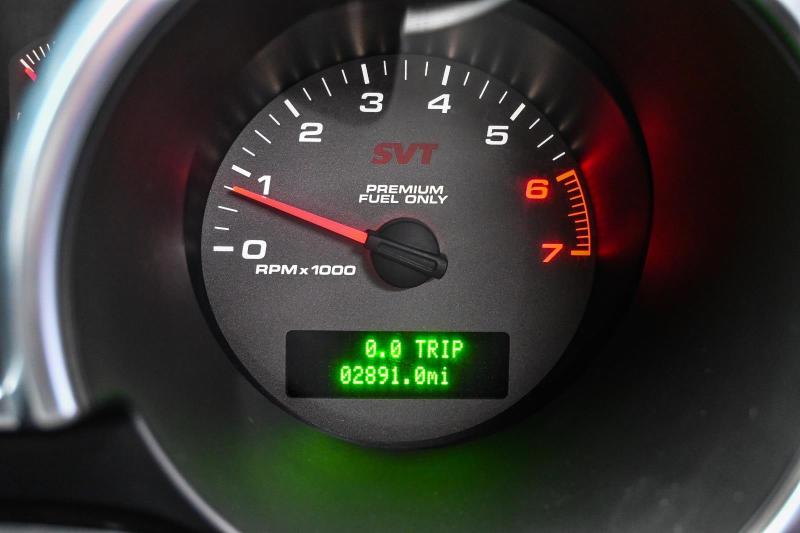 3
4
2
5
SVT
1
6
PREMIUM
FUEL ONLY
0
7
RPM x 1000
0.0 TRIP
02891.0mi